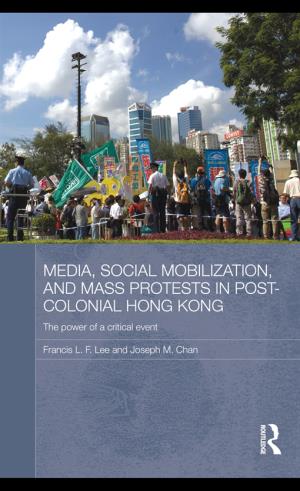 MEDIA, SOCIAL MOBILIZATION,
AND MASS PROTESTS IN POST-
COLONIAL HONG KONG
The power of a critical event
Francis L. F. Lee and Joseph M. Chan
ROUTLEDGE